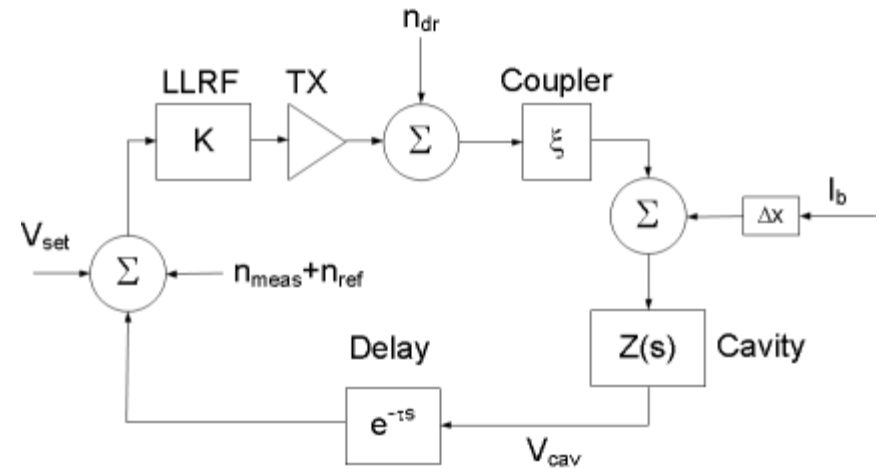 n_dr
LLRF
TX
Coupler
K
Σ
ξ
Σ
Δx
I_b
V_set
Σ
n_meas+n_ref
Delay
Z(s)
Cavity
e^-τs
V_cav